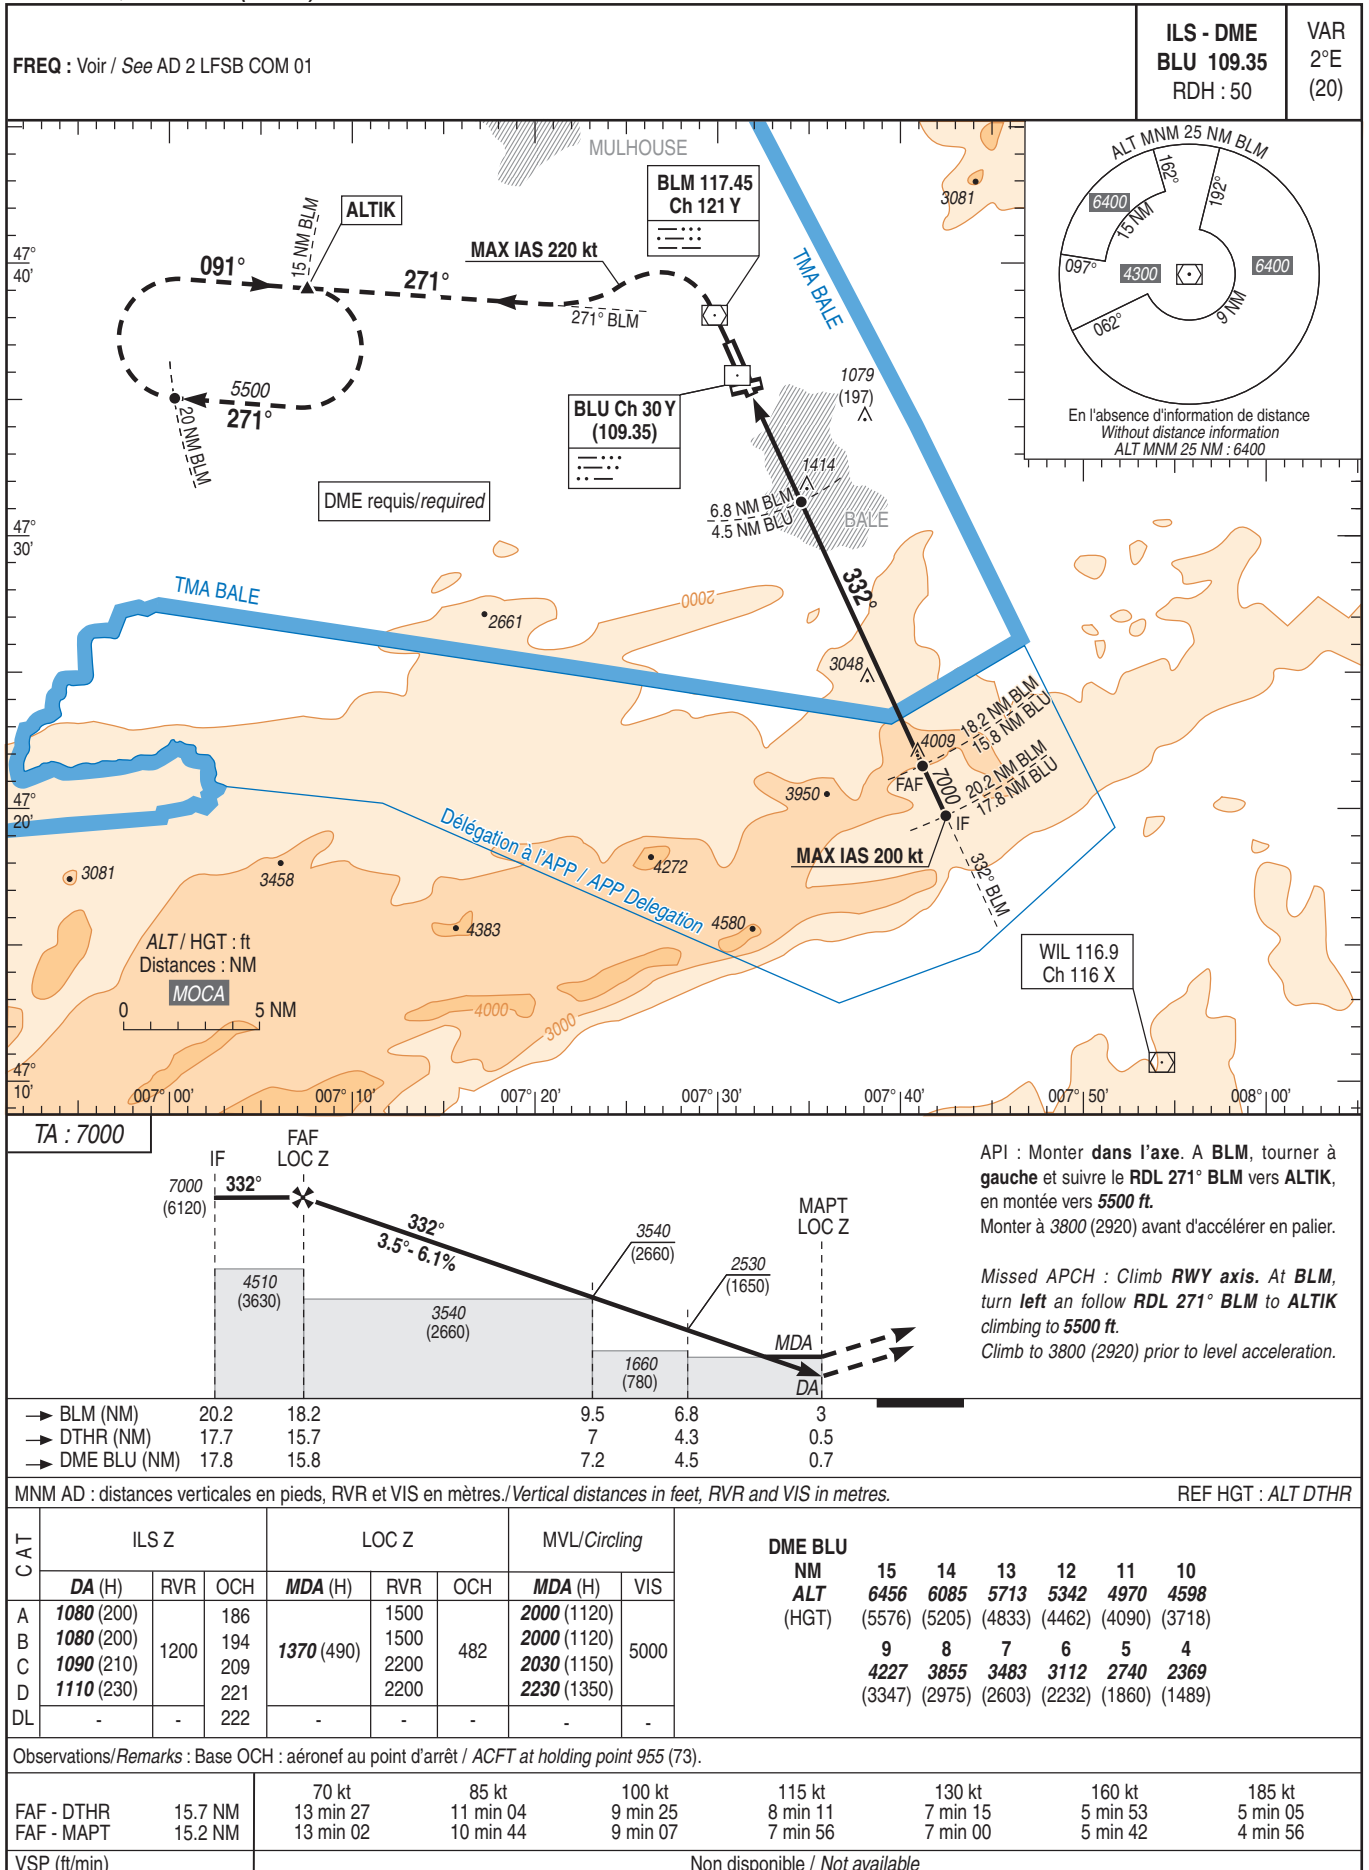 FREQ : Voir / See AD 2 LFSB COM 01
ILS - DME
BLU 109.35
RDH : 50
VAR
2°E
(20)
MULHOUSE
BLM 117.45
Ch 121 Y
3081
ALT MNM 25 NM BLM
162°
192°
6400
15 NM
097°
4300
6400
062°
9 NM
En l'absence d'information de distance
Without distance information
ALT MNM 25 NM : 6400
ALTIK
15 NM BLM
47°
40'
091°
271°
MAX IAS 220 kt
271° BLM
TMA BALE
5500
271°
20 NM BLM
BLU Ch 30 Y
(109.35)
1079
(197)
DME requis/required
1414
6.8 NM BLM
4.5 NM BLU
BALE
47°
30'
332°
TMA BALE
2000
2661
3048
18.2 NM BLM
15.8 NM BLU
4009
FAF
7000
20.2 NM BLM
17.8 NM BLU
IF
3950
47°
20'
Délégation à l'APP / APP Delegation
MAX IAS 200 kt
332° BLM
3081
3458
4272
4383
4580
ALT / HGT : ft
Distances : NM
MOCA
0 5 NM
4000
3000
WIL 116.9
Ch 116 X
47°
10'
007° 00'
007° 10'
007° 20'
007° 30'
007° 40'
007° 50'
008° 00'
TA : 7000
IF
FAF
LOC Z
7000
(6120)
332°
332°
3.5°- 6.1%
3540
(2660)
2530
(1650)
MAPT
LOC Z
4510
(3630)
3540
(2660)
1660
(780)
MDA
DA
API : Monter dans l'axe. A BLM, tourner à
gauche et suivre le RDL 271° BLM vers ALTIK,
en montée vers 5500 ft.
Monter à 3800 (2920) avant d'accélérer en palier.
Missed APCH : Climb RWY axis. At BLM,
turn left an follow RDL 271° BLM to ALTIK
climbing to 5500 ft.
Climb to 3800 (2920) prior to level acceleration.
BLM (NM) 20.2 18.2 9.5 6.8 3
DTHR (NM) 17.7 15.7 7 4.3 0.5
DME BLU (NM) 17.8 15.8 7.2 4.5 0.7
MNM AD : distances verticales en pieds, RVR et VIS en mètres./Vertical distances in feet, RVR and VIS in metres. REF HGT : ALT DTHR
CAT ILS Z LOC Z MVL/Circling
DA (H) RVR OCH MDA (H) RVR OCH MDA (H) VIS
A 1080 (200) 186 1500 2000 (1120)
B 1080 (200) 194 1500 2000 (1120)
1200 1370 (490) 482 5000
C 1090 (210) 209 2200 2030 (1150)
D 1110 (230) 221 2200 2230 (1350)
DL - - 222 - - - - -
DME BLU
NM 15 14 13 12 11 10
ALT 6456 6085 5713 5342 4970 4598
(HGT) (5576) (5205) (4833) (4462) (4090) (3718)
9 8 7 6 5 4
4227 3855 3483 3112 2740 2369
(3347) (2975) (2603) (2232) (1860) (1489)
Observations/Remarks : Base OCH : aéronef au point d'arrêt / ACFT at holding point 955 (73).
70 kt 85 kt 100 kt 115 kt 130 kt 160 kt 185 kt
FAF - DTHR 15.7 NM 13 min 27 11 min 04 9 min 25 8 min 11 7 min 15 5 min 53 5 min 05
FAF - MAPT 15.2 NM 13 min 02 10 min 44 9 min 07 7 min 56 7 min 00 5 min 42 4 min 56
VSP (ft/min) Non disponible / Not available